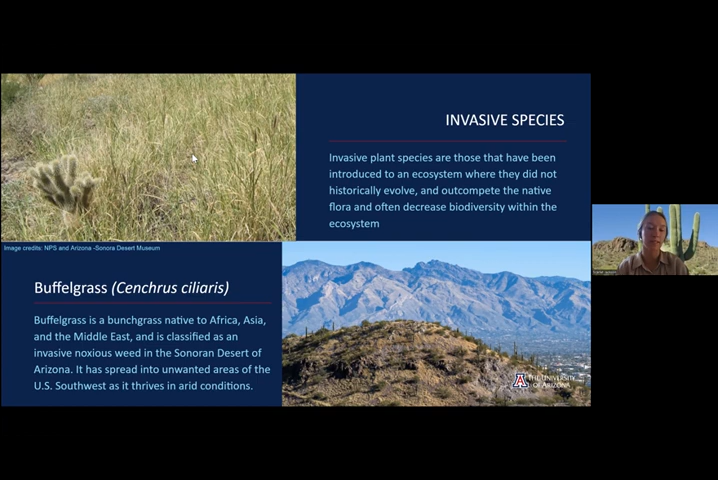 INVASIVE SPECIES
Invasive plant species are those that have been
introduced to an ecosystem where they did not
historically evolve, and outcompete the native
flora and often decrease biodiversity within the
ecosystem
Image credits: NPS and Arizona -Sonora Desert Museum
Buffelgrass (Cenchrus ciliaris)
Buffelgrass is a bunchgrass native to Africa, Asia,
and the Middle East, and is classified as an
invasive noxious weed in the Sonoran Desert of
Arizona. It has spread into unwanted areas of the
U.S. Southwest as it thrives in arid conditions.
A THE UNIVERSITY
OF ARIZONA